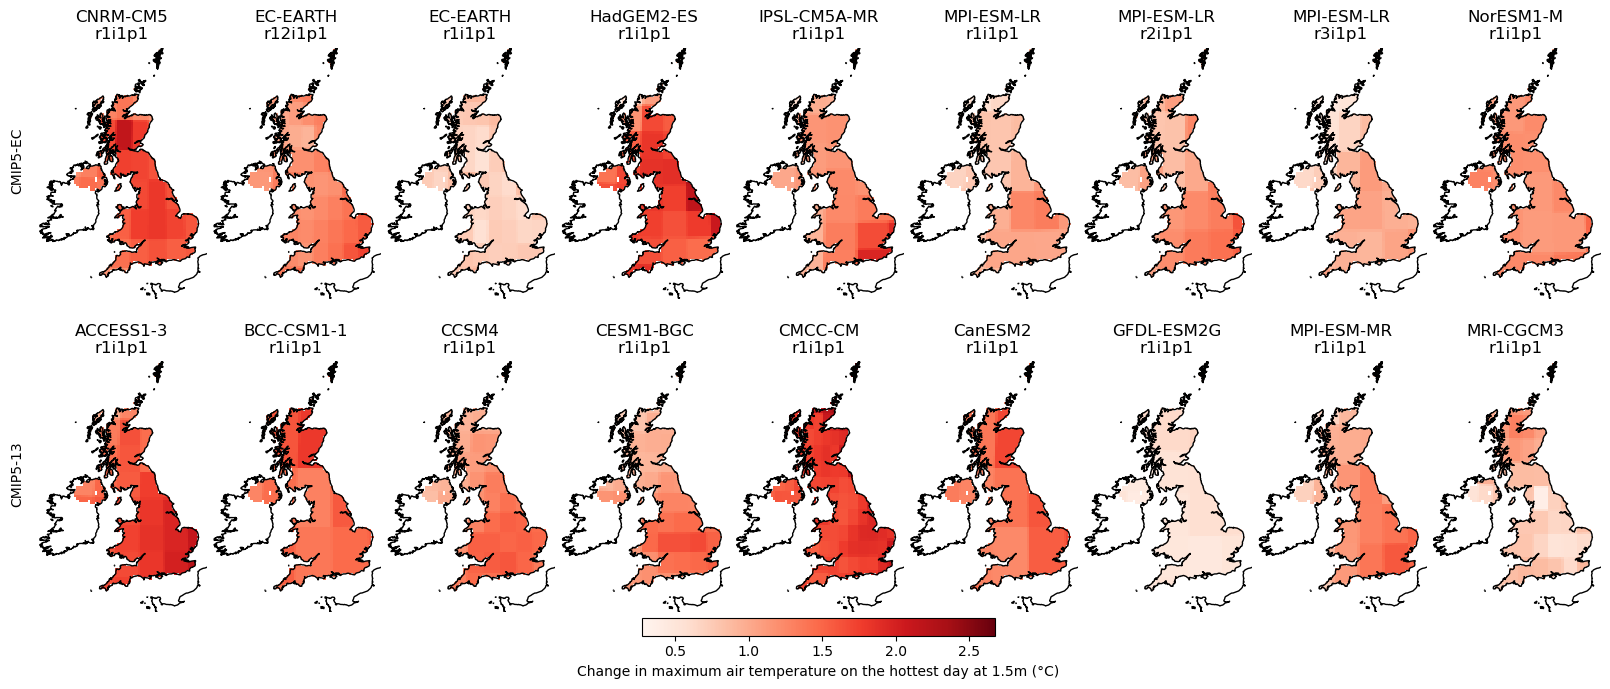 CNRM-CM5
r1i1p1
EC-EARTH
r12i1p1
EC-EARTH
r1i1p1
HadGEM2-ES
r1i1p1
IPSL-CM5A-MR
r1i1p1
MPI-ESM-LR
r1i1p1
MPI-ESM-LR
r2i1p1
MPI-ESM-LR
r3i1p1
NorESM1-M
r1i1p1
CMIP5-EC
ACCESS1-3
r1i1p1
BCC-CSM1-1
r1i1p1
CCSM4
r1i1p1
CESM1-BGC
r1i1p1
CMCC-CM
r1i1p1
CanESM2
r1i1p1
GFDL-ESM2G
r1i1p1
MPI-ESM-MR
r1i1p1
MRI-CGCM3
r1i1p1
CMIP5-13
0.5 1.0 1.5 2.0 2.5
Change in maximum air temperature on the hottest day at 1.5m (°C)